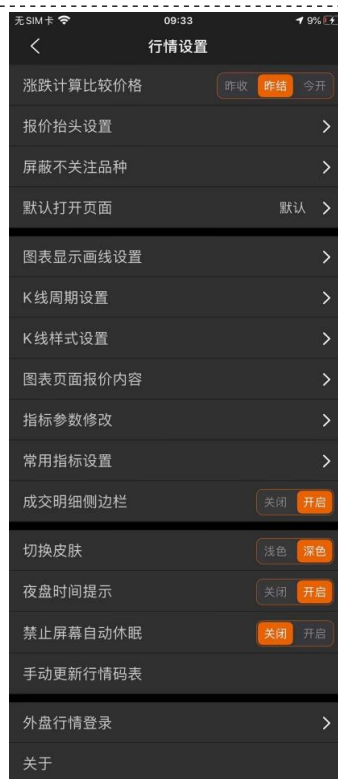 无SIM卡 09:33 9%
行情设置
涨跌计算比较价格 昨收 昨结 今开
报价抬头设置
屏蔽不关注品种
默认打开页面 默认
图表显示画线设置
K线周期设置
K线样式设置
图表页面报价内容
指标参数修改
常用指标设置
成交明细侧边栏 关闭 开启
切换皮肤 浅色 深色
夜盘时间提示 关闭 开启
禁止屏幕自动休眠 关闭 开启
手动更新行情码表
外盘行情登录
关于